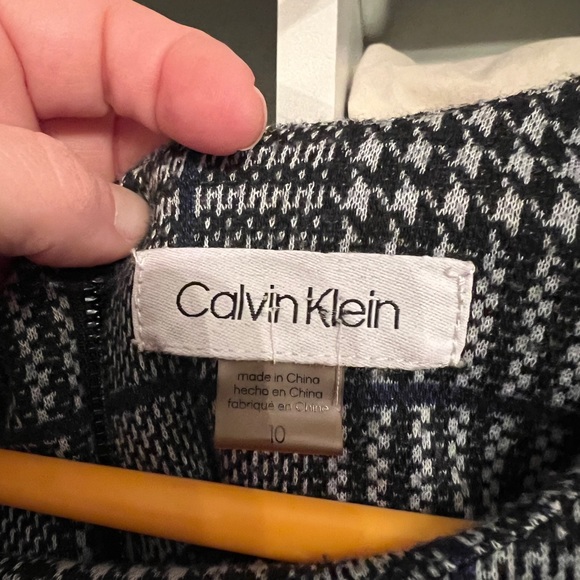 Calvin Klein
made in China
hecho en China
fabriqué en Chine
10